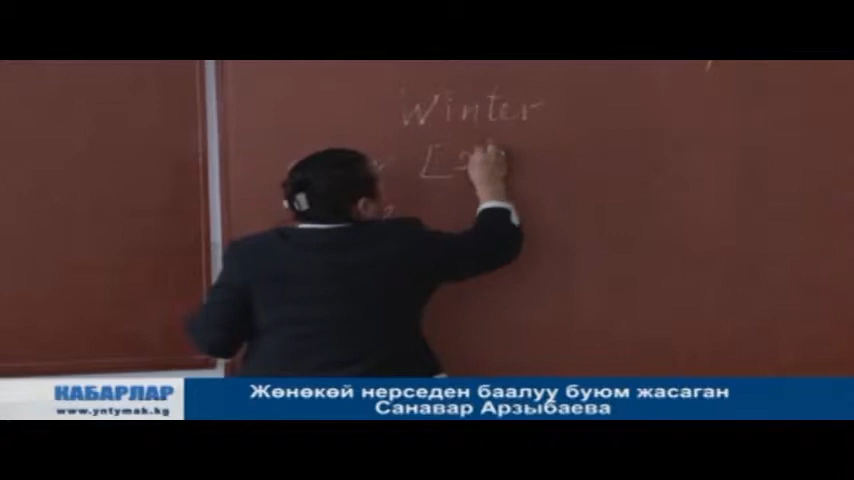 Winter
[
КАБАРЛАР
www.yntymak.kg
Жөнөкөй нерседен баалуу буюм жасаган
Санавар Арзыбаева